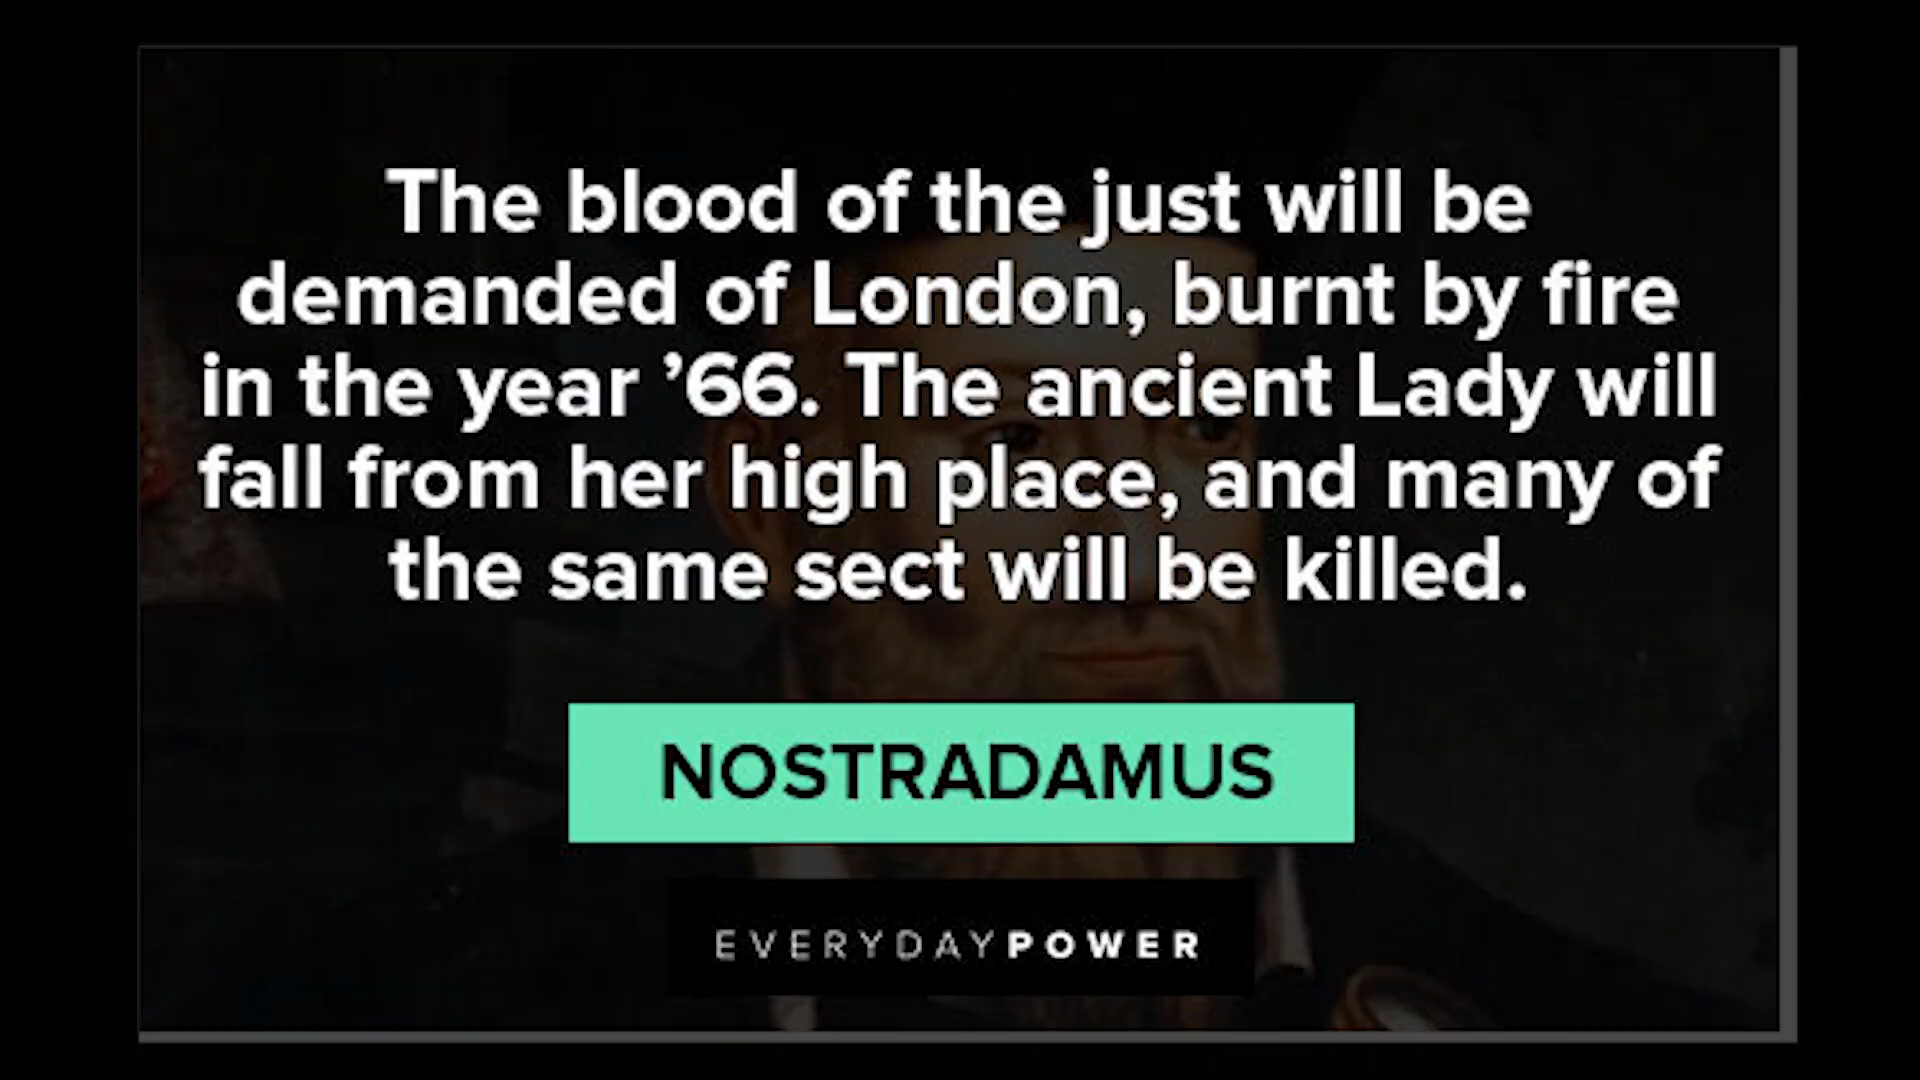 The blood of the just will be
demanded of London, burnt by fire
in the year ’66. The ancient Lady will
fall from her high place, and many of
the same sect will be killed.
NOSTRADAMUS
EVERYDAYPOWER